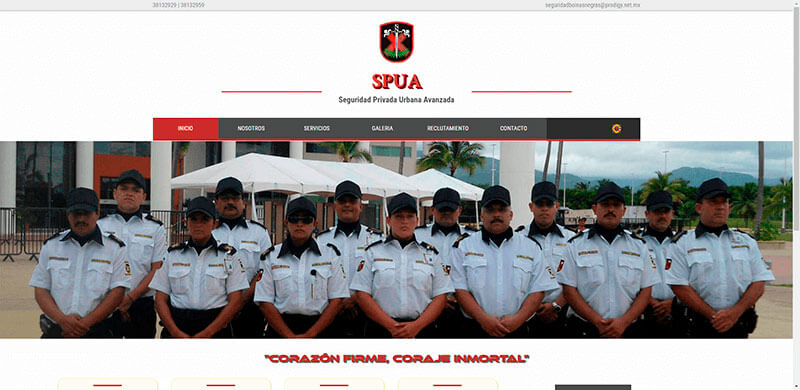 38132929 | 38132959
seguridadboinasnegras@prodigy.net.mx
SPUA
Seguridad Privada Urbana Avanzada
INICIO NOSOTROS SERVICIOS GALERIA RECLUTAMIENTO CONTACTO
"CORAZÓN FIRME, CORAJE INMORTAL"